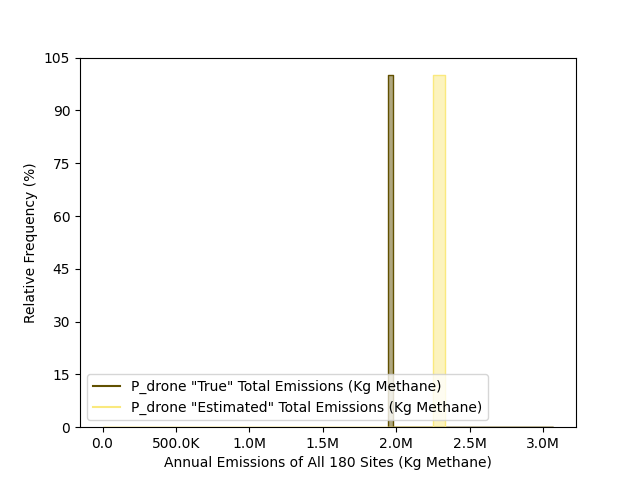 105
90
75
60
45
30
15
0
Relative Frequency (%)
P_drone "True" Total Emissions (Kg Methane)
P_drone "Estimated" Total Emissions (Kg Methane)
0.0 500.0K 1.0M 1.5M 2.0M 2.5M 3.0M
Annual Emissions of All 180 Sites (Kg Methane)